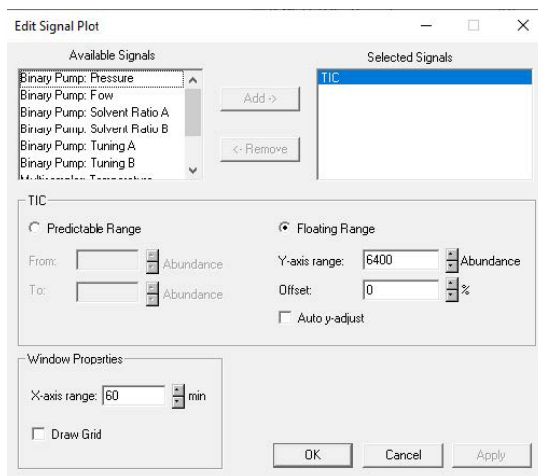 Edit Signal Plot
Available Signals
Selected Signals
Binary Pump: Pressure
Binary Pump: Flow
Binary Pump: Solvent Ratio A
Binary Pump: Solvent Ratio B
Binary Pump: Tuning A
Binary Pump: Tuning B
TIC
Add ->
<- Remove
TIC
Predictable Range
From: Abundance
To: Abundance
Floating Range
Y-axis range: 6400 Abundance
Offset: 0 %
Auto y-adjust
Window Properties
X-axis range: 60 min
Draw Grid
OK Cancel Apply